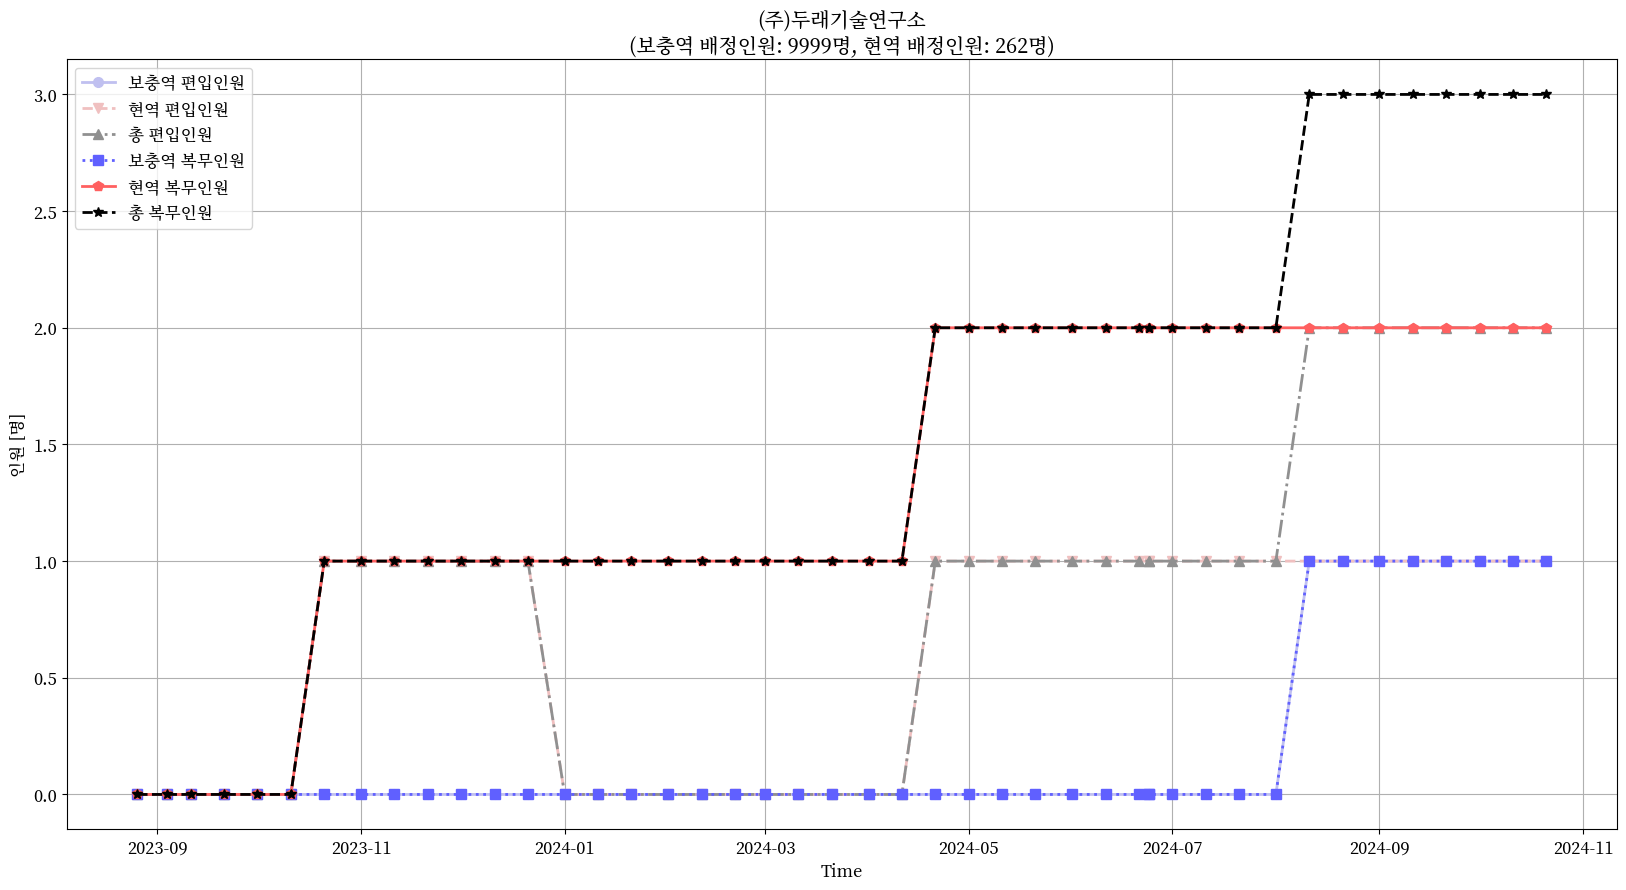 (주)두래기술연구소
(보충역 배정인원: 9999명, 현역 배정인원: 262명)
보충역 편입인원
현역 편입인원
총 편입인원
보충역 복무인원
현역 복무인원
총 복무인원
3.0
2.5
2.0
1.5
1.0
0.5
0.0
인원 [명]
2023-09
2023-11
2024-01
2024-03
2024-05
2024-07
2024-09
2024-11
Time